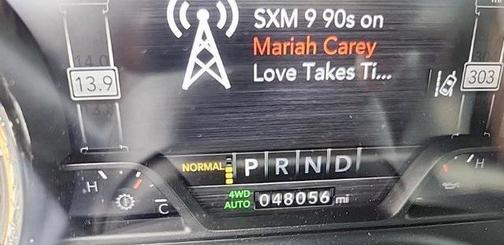 SXM 9 90s on
Mariah Carey
Love Takes Ti...
13.9
303
NORMAL P R N D
H
4WD
AUTO
048056 mi
C
H